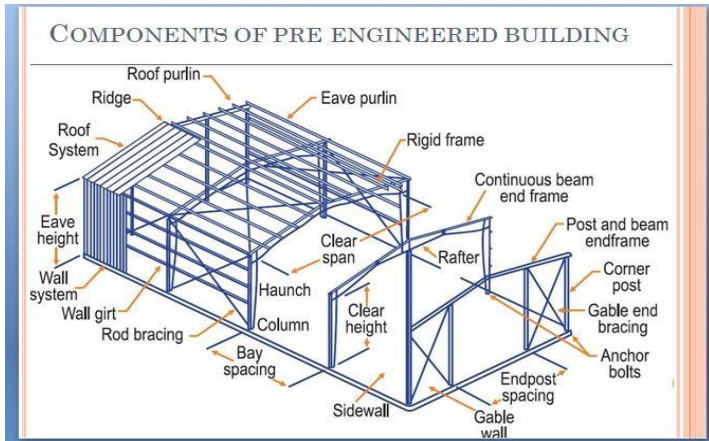 COMPONENTS OF PRE ENGINEERED BUILDING
Roof purlin
Ridge
Eave purlin
Roof
System
Rigid frame
Continuous beam
end frame
Eave
height
Clear
span
Rafter
Post and beam
endframe
Corner
post
Wall
system
Wall girt
Haunch
Rod bracing
Column
Clear
height
Gable end
bracing
Bay
spacing
Anchor
bolts
Endpost
spacing
Sidewall
Gable
wall